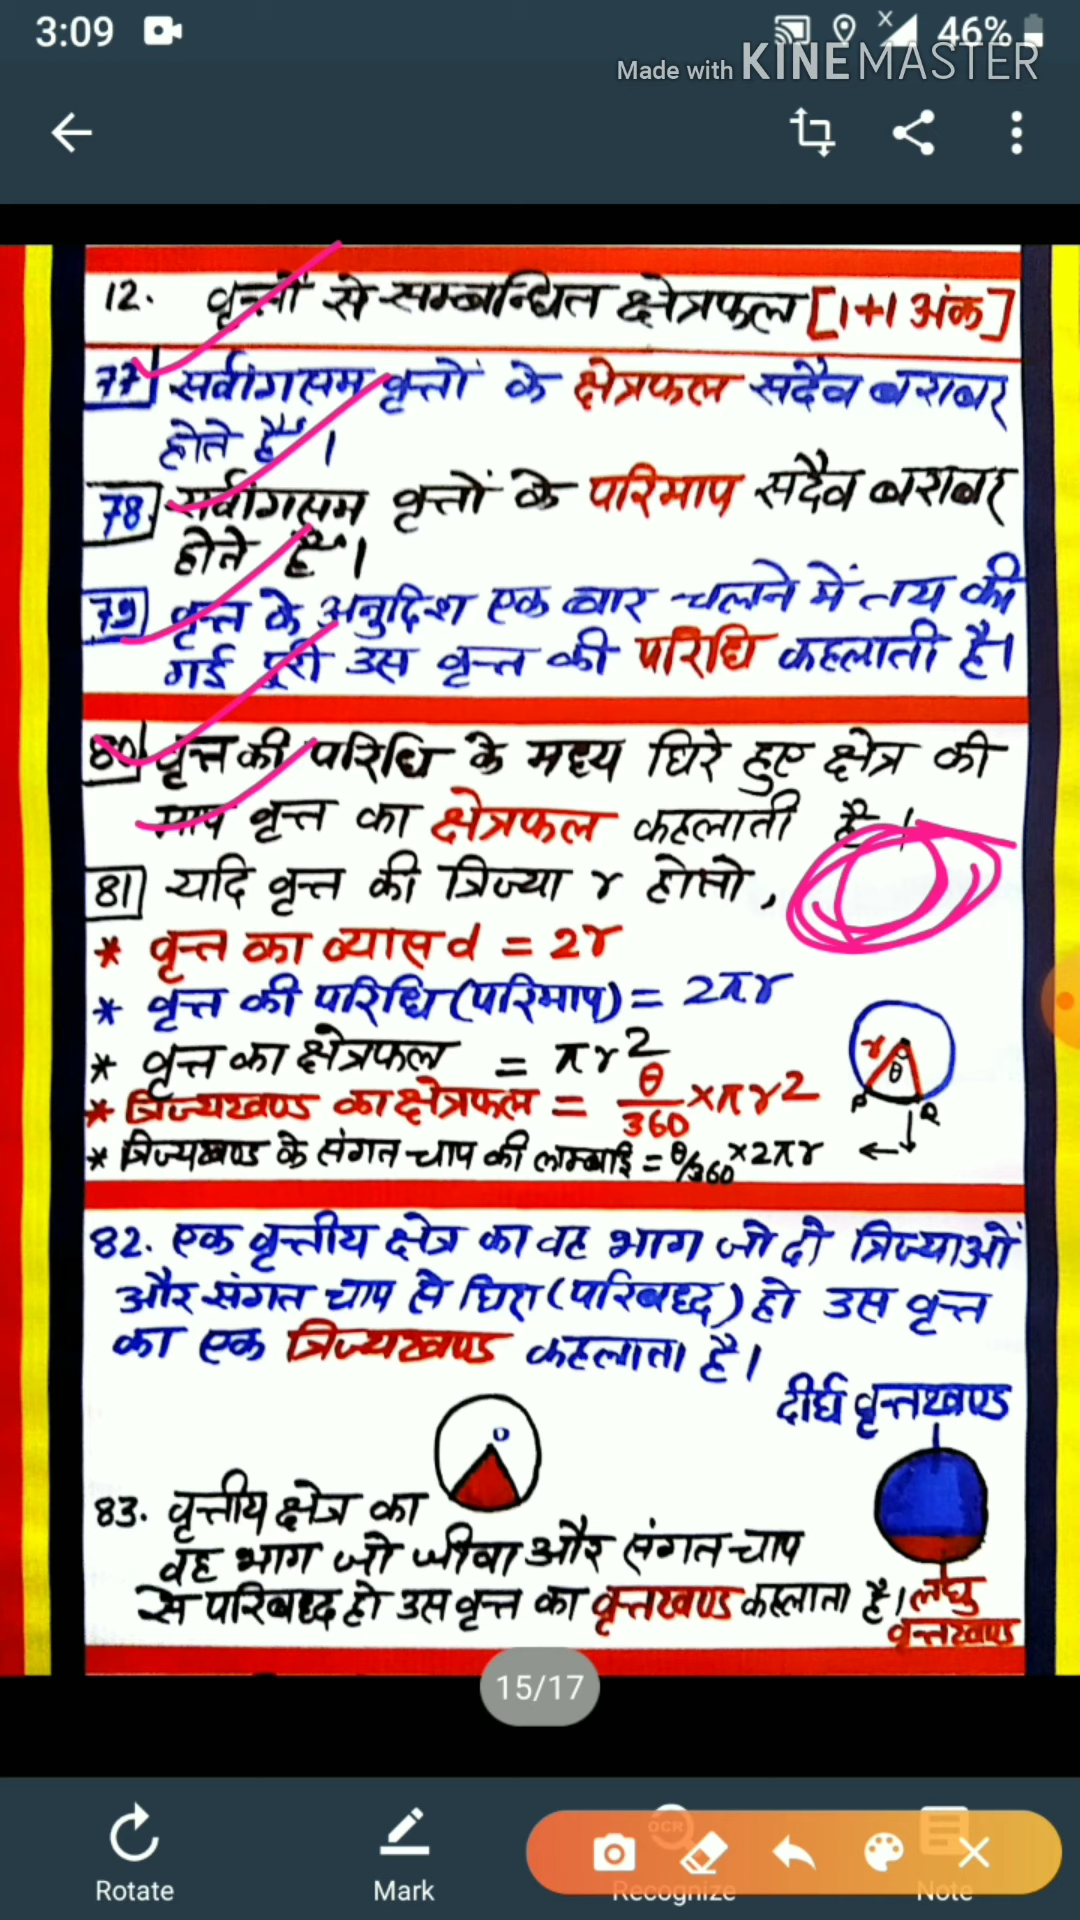 3:09
46%
Made with KINEMASTER
12. वृत्तों से सम्बन्धित क्षेत्रफल [1+1 अंक]
77 सर्वांगसम वृत्तों के क्षेत्रफल सदैव बराबर
होते हैं।
78. सर्वांगसम वृत्तों के परिमाप सदैव बराबर
होते हैं।
79 वृत्त के अनुदिश एक बार चलने में तय की
गई दूरी उस वृत्त की परिधि कहलाती है।
80 वृत्त की परिधि के मध्य घिरे हुए क्षेत्र की
माप वृत्त का क्षेत्रफल कहलाती है।
81 यदि वृत्त की त्रिज्या r हो तो,
* वृत्त का व्यास d = 2r
* वृत्त की परिधि (परिमाप) = 2πr
* वृत्त का क्षेत्रफल = πr2
* त्रिज्यखण्ड का क्षेत्रफल = θ/360 × πr2
r θ
P Q
* त्रिज्यखण्ड के संगत चाप की लम्बाई = θ/360 × 2πr
82. एक वृत्तीय क्षेत्र का वह भाग जो दो त्रिज्याओं
और संगत चाप से घिरा (परिबद्ध) हो उस वृत्त
का एक त्रिज्यखण्ड कहलाता है।
दीर्घ वृत्तखण्ड
O
83. वृत्तीय क्षेत्र का
वह भाग जो जीवा और संगत चाप
से परिबद्ध हो उस वृत्त का वृत्तखण्ड कहलाता है।
लघु
वृत्तखण्ड
15/17
OCR
Rotate Mark Recognize Note